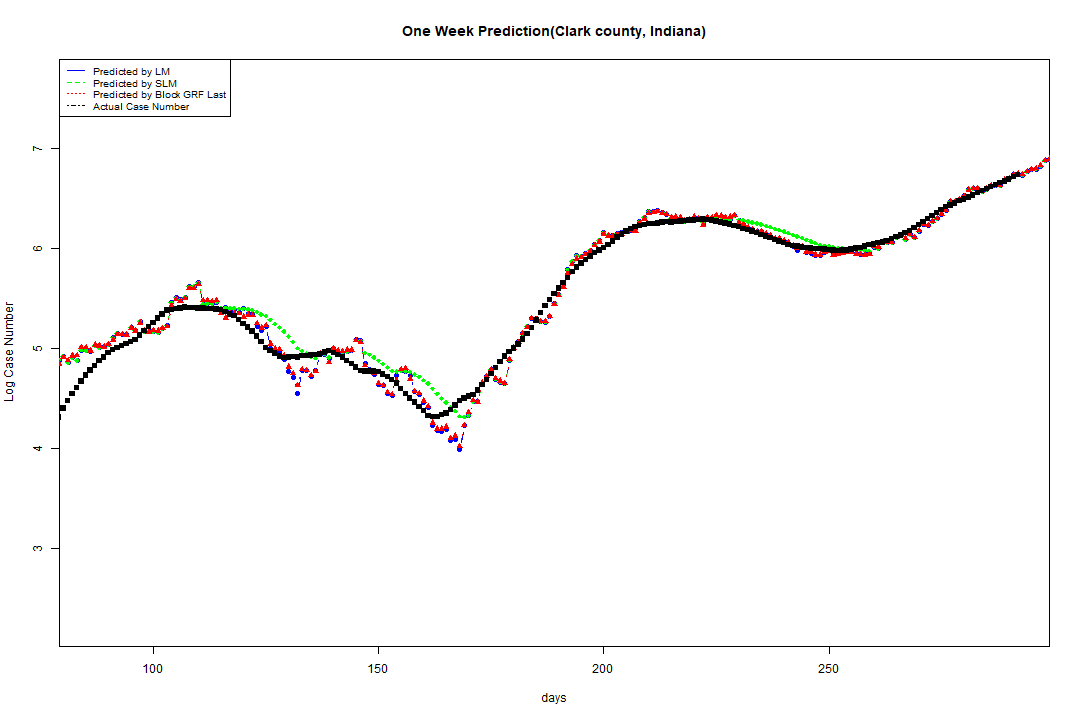 One Week Prediction(Clark county, Indiana)
Predicted by LM
Predicted by SLM
Predicted by Block GRF Last
Actual Case Number
Log Case Number
7
6
5
4
3
100 150 200 250
days